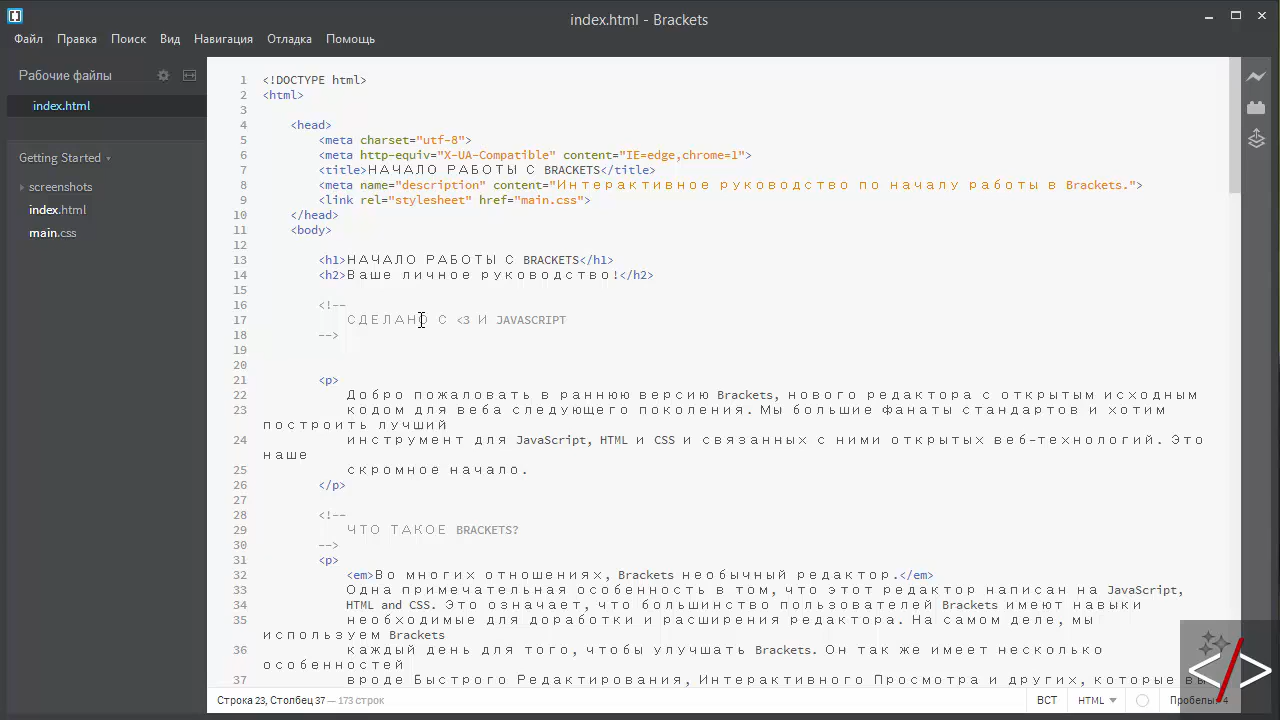 index.html - Brackets
Файл Правка Поиск Вид Навигация Отладка Помощь
Рабочие файлы
index.html
Getting Started
screenshots
index.html
main.css
1 <!DOCTYPE html>
2 <html>
3
4 <head>
5 <meta charset="utf-8">
6 <meta http-equiv="X-UA-Compatible" content="IE=edge,chrome=1">
7 <title>НАЧАЛО РАБОТЫ С BRACKETS</title>
8 <meta name="description" content="Интерактивное руководство по началу работы в Brackets.">
9 <link rel="stylesheet" href="main.css">
10 </head>
11 <body>
12
13 <h1>НАЧАЛО РАБОТЫ С BRACKETS</h1>
14 <h2>Ваше личное руководство!</h2>
15
16 <!--
17 СДЕЛАНО С <3 И JAVASCRIPT
18 -->
19
20
21 <p>
22 Добро пожаловать в раннюю версию Brackets, нового редактора с открытым исходным
23 кодом для веба следующего поколения. Мы большие фанаты стандартов и хотим
построить лучший
24 инструмент для JavaScript, HTML и CSS и связанных с ними открытых веб-технологий. Это
наше
25 скромное начало.
26 </p>
27
28 <!--
29 ЧТО ТАКОЕ BRACKETS?
30 -->
31 <p>
32 <em>Во многих отношениях, Brackets необычный редактор.</em>
33 Одна примечательная особенность в том, что этот редактор написан на JavaScript,
34 HTML and CSS. Это означает, что большинство пользователей Brackets имеют навыки
35 необходимые для доработки и расширения редактора. На самом деле, мы
используем Brackets
36 каждый день для того, чтобы улучшать Brackets. Он так же имеет несколько
особенностей
37 вроде Быстрого Редактирования, Интерактивного Просмотра и других, которые вы
Строка 23, Столбец 37 — 173 строк
ВСТ HTML Пробелы: 4